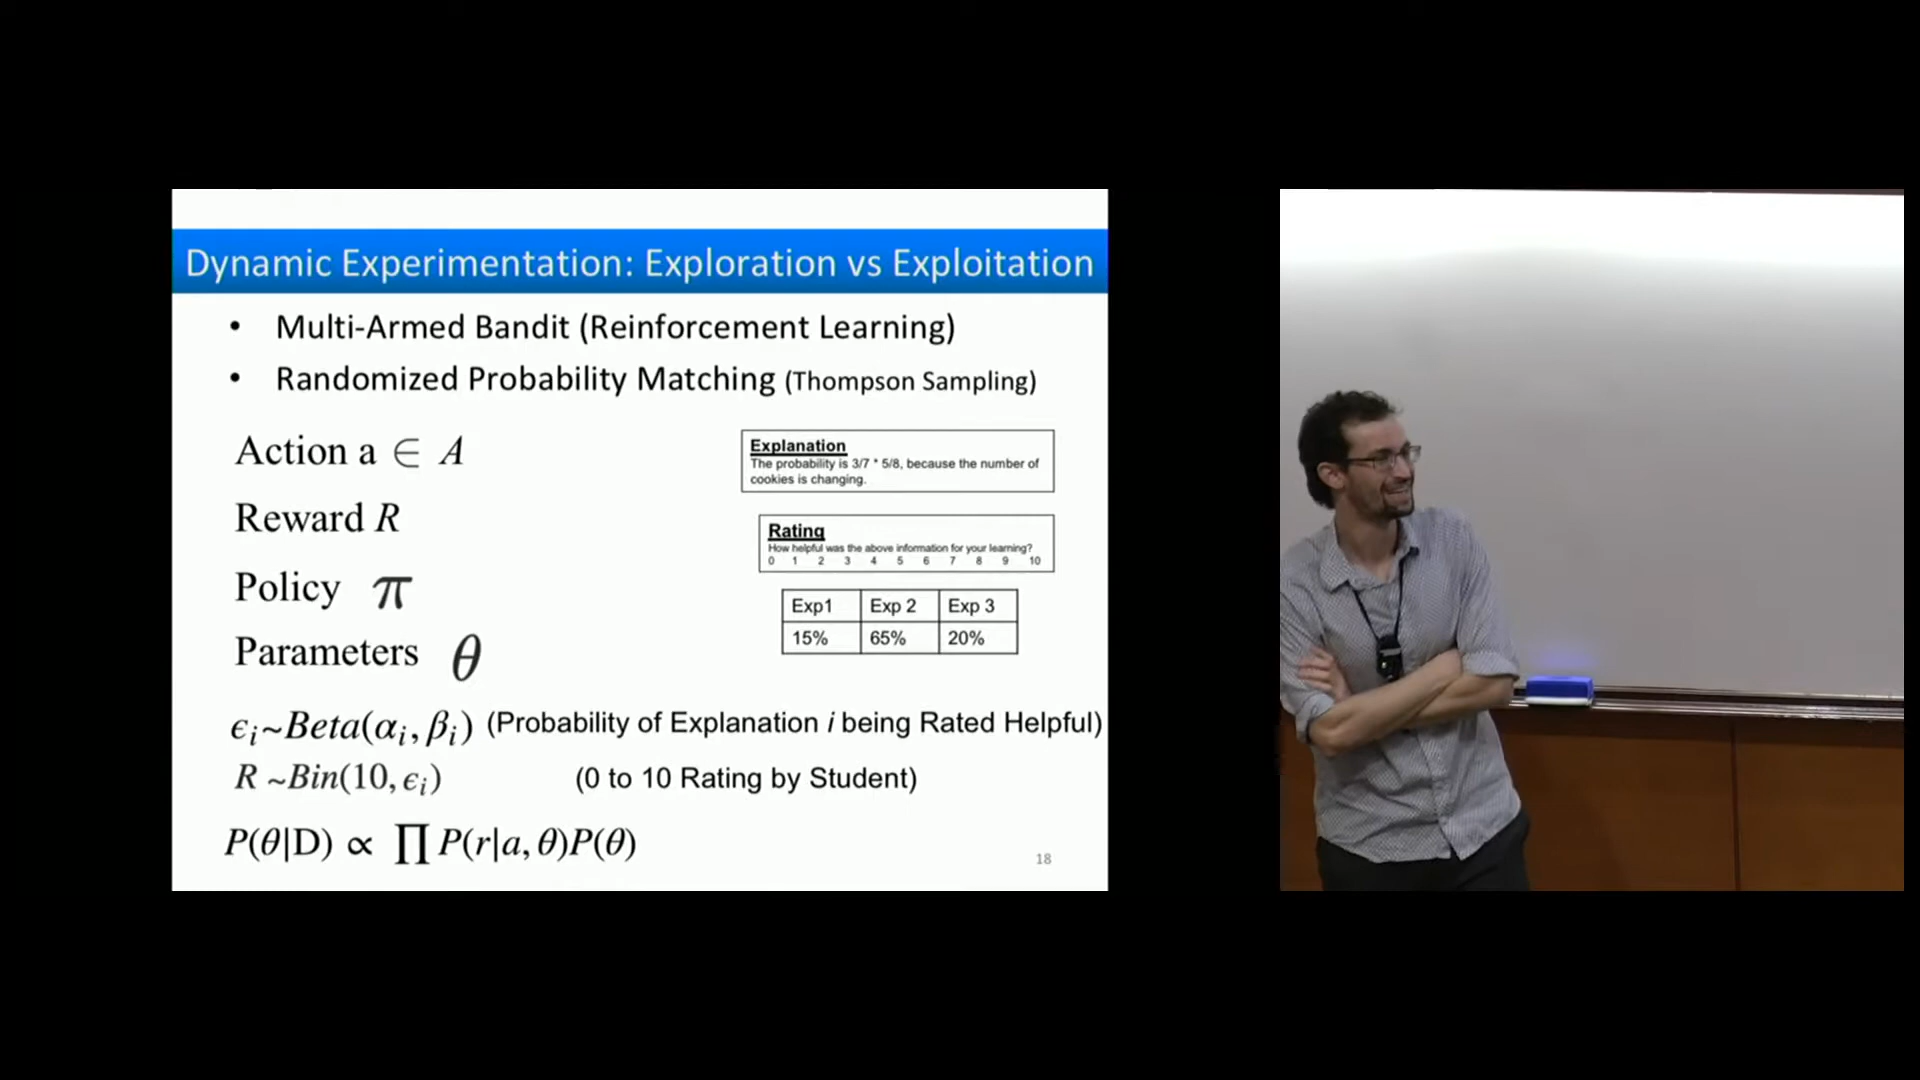 Dynamic Experimentation: Exploration vs Exploitation
• Multi-Armed Bandit (Reinforcement Learning)
• Randomized Probability Matching (Thompson Sampling)
Action a ∈ A
Reward R
Policy π
Parameters θ
Explanation
The probability is 3/7 * 5/8, because the number of
cookies is changing.
Rating
How helpful was the above information for your learning?
0 1 2 3 4 5 6 7 8 9 10
Exp1 Exp 2 Exp 3
15% 65% 20%
ϵᵢ~Beta(αᵢ, βᵢ) (Probability of Explanation i being Rated Helpful)
R ~Bin(10, ϵᵢ) (0 to 10 Rating by Student)
P(θ|D) ∝ ∏ P(r|a, θ)P(θ)
18